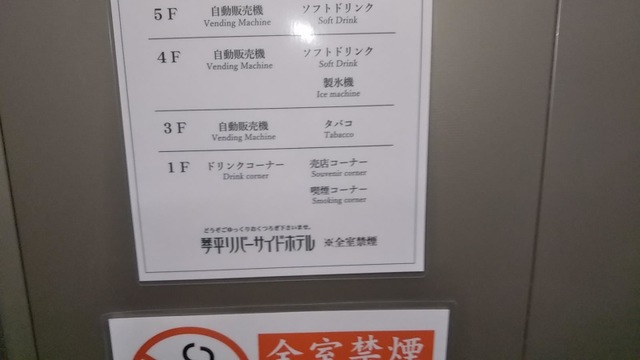 5F 自動販売機 ソフトドリンク
Vending Machine Soft Drink
4F 自動販売機 ソフトドリンク
Vending Machine Soft Drink
製氷機
Ice machine
3F 自動販売機 タバコ
Vending Machine Tabacco
1F ドリンクコーナー 売店コーナー
Drink corner Souvenir corner
喫煙コーナー
Smoking corner
どうぞごゆっくりおくつろぎ下さいませ。
琴平リバーサイドホテル ※全室禁煙
全室禁煙